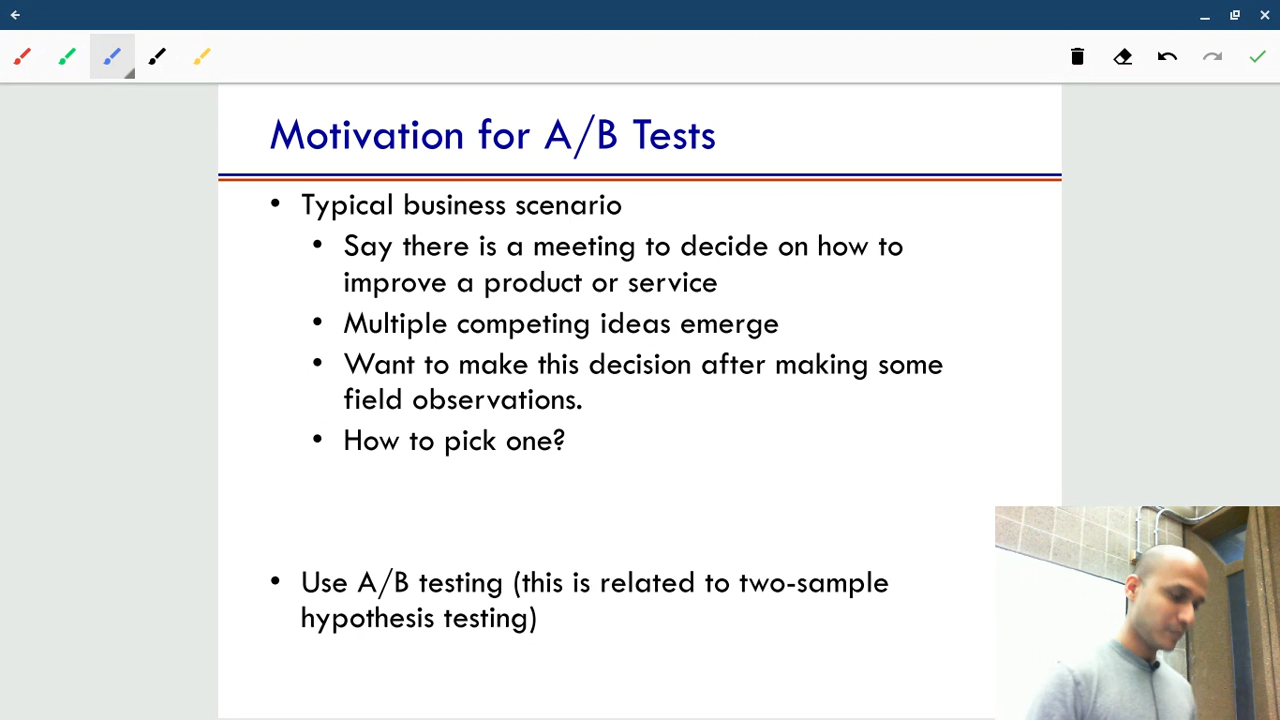 Motivation for A/B Tests
• Typical business scenario
• Say there is a meeting to decide on how to
improve a product or service
• Multiple competing ideas emerge
• Want to make this decision after making some
field observations.
• How to pick one?
• Use A/B testing (this is related to two-sample
hypothesis testing)